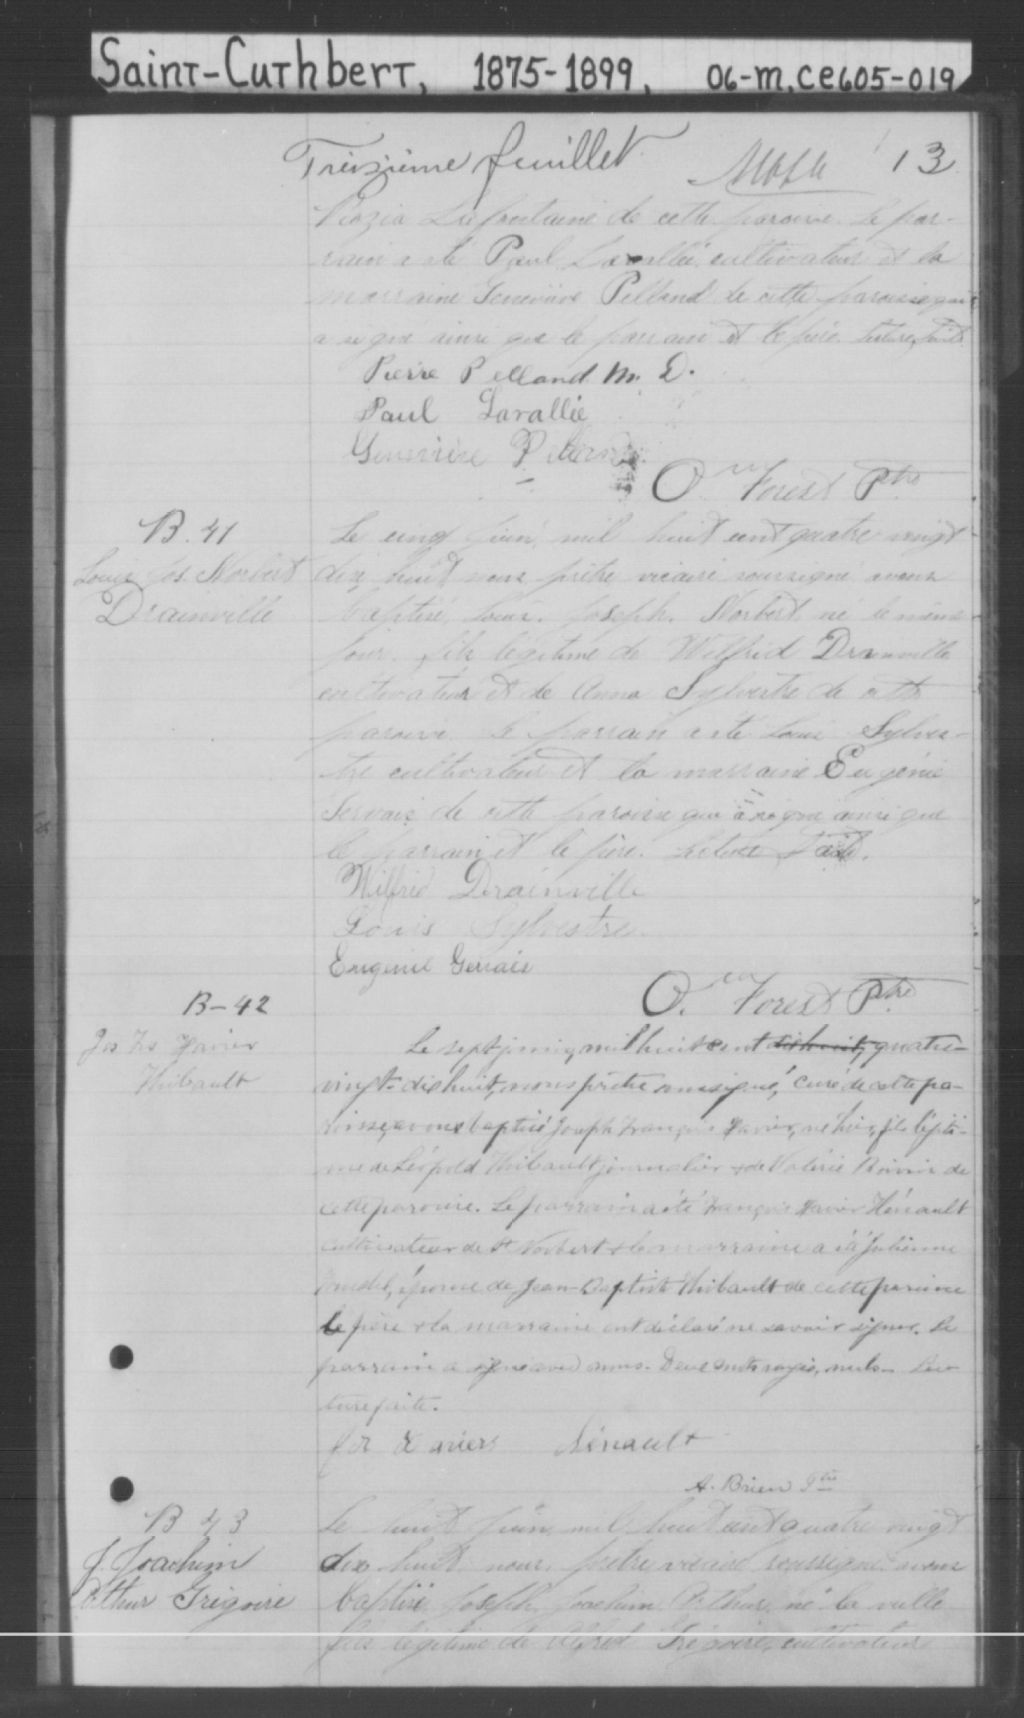 Saint-Cuthbert, 1875-1899, 06-M.CE605-019
Treizième feuillet 13
Lafontaine de cette paroisse. Le par-
rain a été Paul Lavallée cultivateur et la
marraine Geneviève Pelland de cette paroisse qui
a signé ainsi que le parrain et le père. Lecture faite
Pierre Pelland M. D.
Paul Lavallée
Geneviève Pelland
O. Forest Ptre
B. 41
Louis Jos. Norbert
Drainville
Le cinq juin mil huit cent quatre vingt
dix huit nous prêtre vicaire soussigné avons
baptisé Louis Joseph Norbert né le même
jour fils légitime de Wilfrid Drainville
cultivateur et de Anna Sylvestre de cette
paroisse. Le parrain a été Louis Sylves-
tre cultivateur et la marraine Eugénie
Gervais de cette paroisse qui a signé ainsi que
le parrain et le père. Lecture faite.
Wilfrid Drainville
Louis Sylvestre
Eugenie Gervais
O. Forest Ptre
B-42
Jos Frs Xavier
Thibault
Le sept juin, mil huit cent dixhuit, quatre-
vingt-dixhuit, nous prêtre soussigné, curé de cette pa-
roisse, avons baptisé Joseph François Xavier, né hier, fils légiti-
me de Léopold Thibault journalier & de Valérie Boivin de
cette paroisse. Le parrain a été François Xavier Hénault
cultivateur de St Norbert & la marraine a été Julienne
épouse de Jean-Baptiste Thibault de cette paroisse
Le père & la marraine ont déclaré ne savoir signer. Le
parrain a signé avec nous. Deux mots rayés, nuls. Lec-
ture faite.
Xaviers Hénault
A. Brien Ptre
B 43
J. Joachim
Arthur Grégoire
Le huit juin mil huit cent quatre vingt
dix huit nous prêtre vicaire soussigné avons
baptisé Joseph Joachim Arthur né la veille
fils légitime de Alfred Grégoire, cultivateur